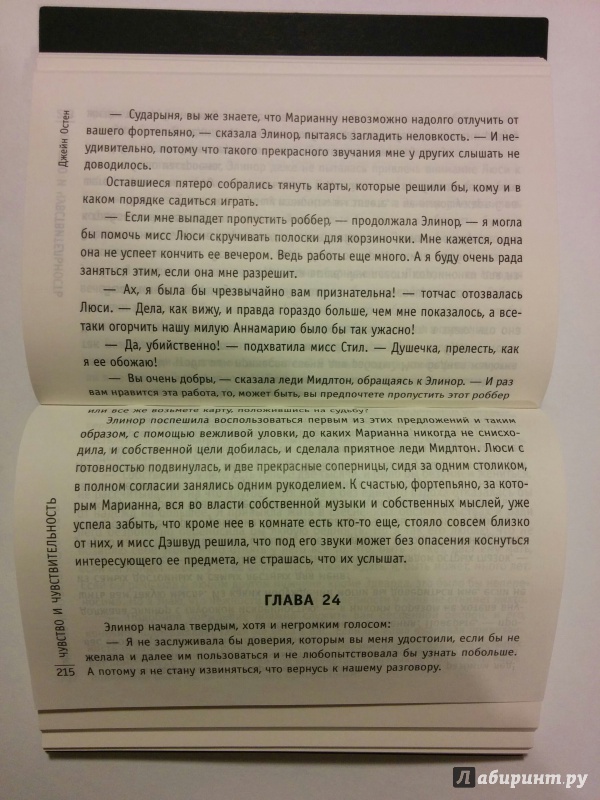 Джейн Остен
— Сударыня, вы же знаете, что Марианну невозможно надолго отлучить от
вашего фортепьяно, — сказала Элинор, пытаясь загладить неловкость. — И не-
удивительно, потому что такого прекрасного звучания мне у других слышать не
доводилось.
Оставшиеся пятеро собрались тянуть карты, которые решили бы, кому и в
каком порядке садиться играть.
— Если мне выпадет пропустить роббер, — продолжала Элинор, — я могла
бы помочь мисс Люси скручивать полоски для корзиночки. Мне кажется, одна
она не успеет кончить ее вечером. Ведь работы еще много. А я буду очень рада
заняться этим, если она мне разрешит.
— Ах, я была бы чрезвычайно вам признательна! — тотчас отозвалась
Люси. — Дела, как вижу, и правда гораздо больше, чем мне показалось, а все-
таки огорчить нашу милую Аннамарию было бы так ужасно!
— Да, убийственно! — подхватила мисс Стил. — Душечка, прелесть, как
я ее обожаю!
— Вы очень добры, — сказала леди Мидлтон, обращаясь к Элинор. — И раз
вам нравится эта работа, то, может быть, вы предпочтете пропустить этот роббер
или все же возьмете карту, положившись на судьбу?
Элинор поспешила воспользоваться первым из этих предложений и таким
образом, с помощью вежливой уловки, до каких Марианна никогда не снисхо-
дила, и собственной цели добилась, и сделала приятное леди Мидлтон. Люси с
готовностью подвинулась, и две прекрасные соперницы, сидя за одним столиком,
в полном согласии занялись одним рукоделием. К счастью, фортепьяно, за кото-
рым Марианна, вся во власти собственной музыки и собственных мыслей, уже
успела забыть, что кроме нее в комнате есть кто-то еще, стояло совсем близко
от них, и мисс Дэшвуд решила, что под его звуки может без опасения коснуться
интересующего ее предмета, не страшась, что их услышат.
ГЛАВА 24
Элинор начала твердым, хотя и негромким голосом:
— Я не заслуживала бы доверия, которым вы меня удостоили, если бы не
желала и далее им пользоваться и не любопытствовала бы узнать побольше.
А потому я не стану извиняться, что вернусь к нашему разговору.
ЧУВСТВО И ЧУВСТВИТЕЛЬНОСТЬ
215
Лабиринт.ру